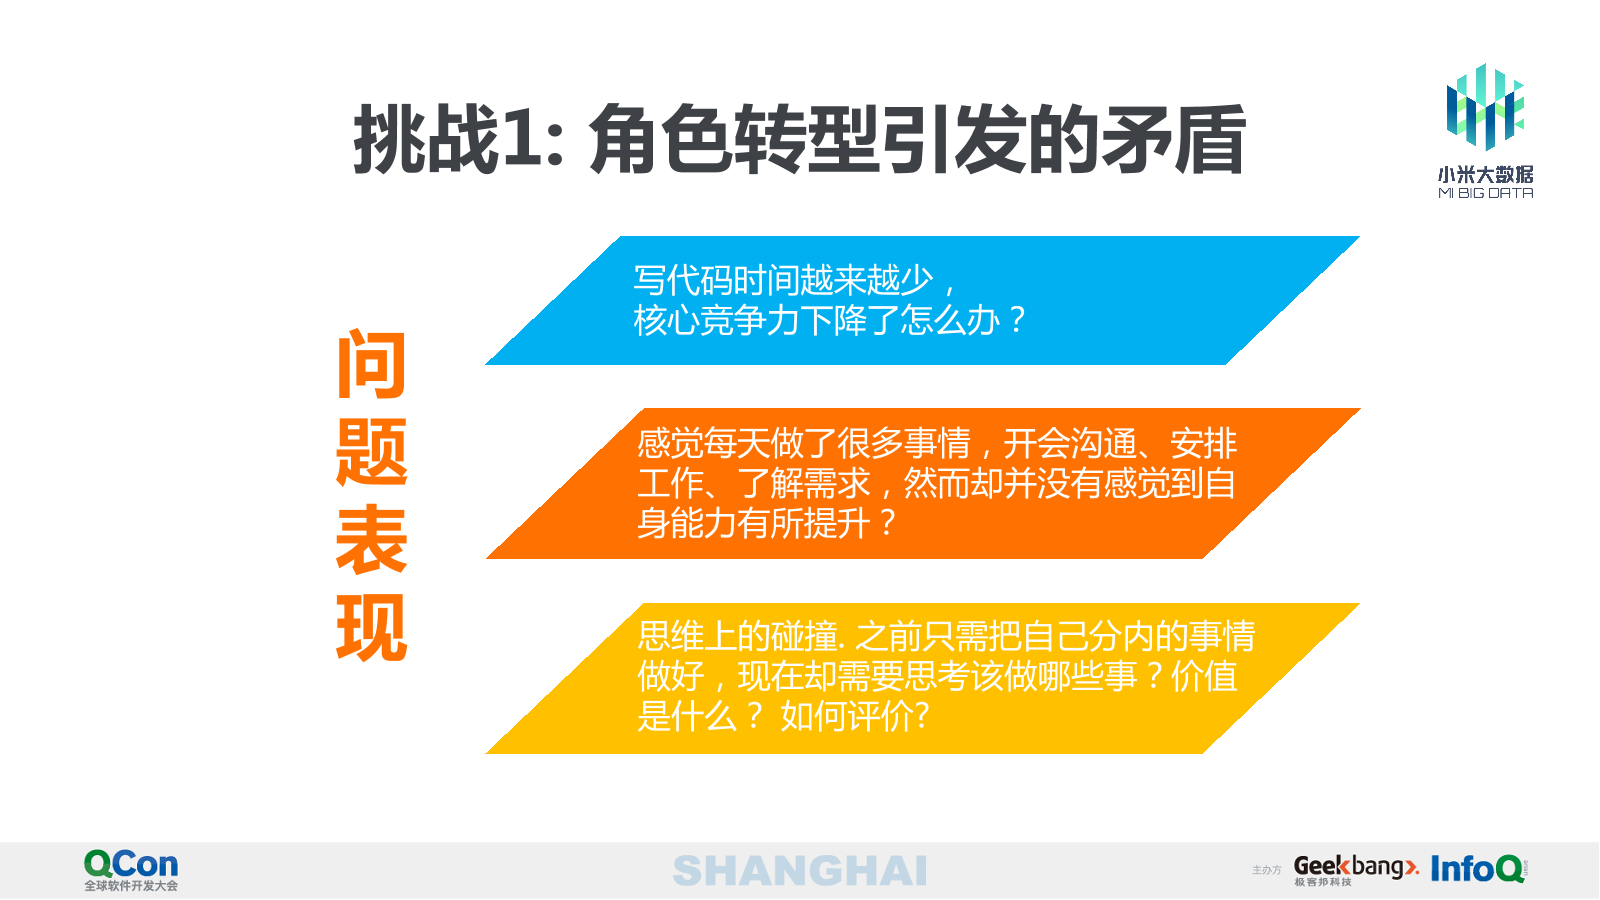 挑战1: 角色转型引发的矛盾
小米大数据
MI BIG DATA
问题表现
写代码时间越来越少，
核心竞争力下降了怎么办？
感觉每天做了很多事情，开会沟通、安排
工作、了解需求，然而却并没有感觉到自
身能力有所提升？
思维上的碰撞. 之前只需把自己分内的事情
做好，现在却需要思考该做哪些事？价值
是什么？ 如何评价?
QCon
全球软件开发大会
SHANGHAI
主办方
Geekbang>.
极客邦科技
InfoQ